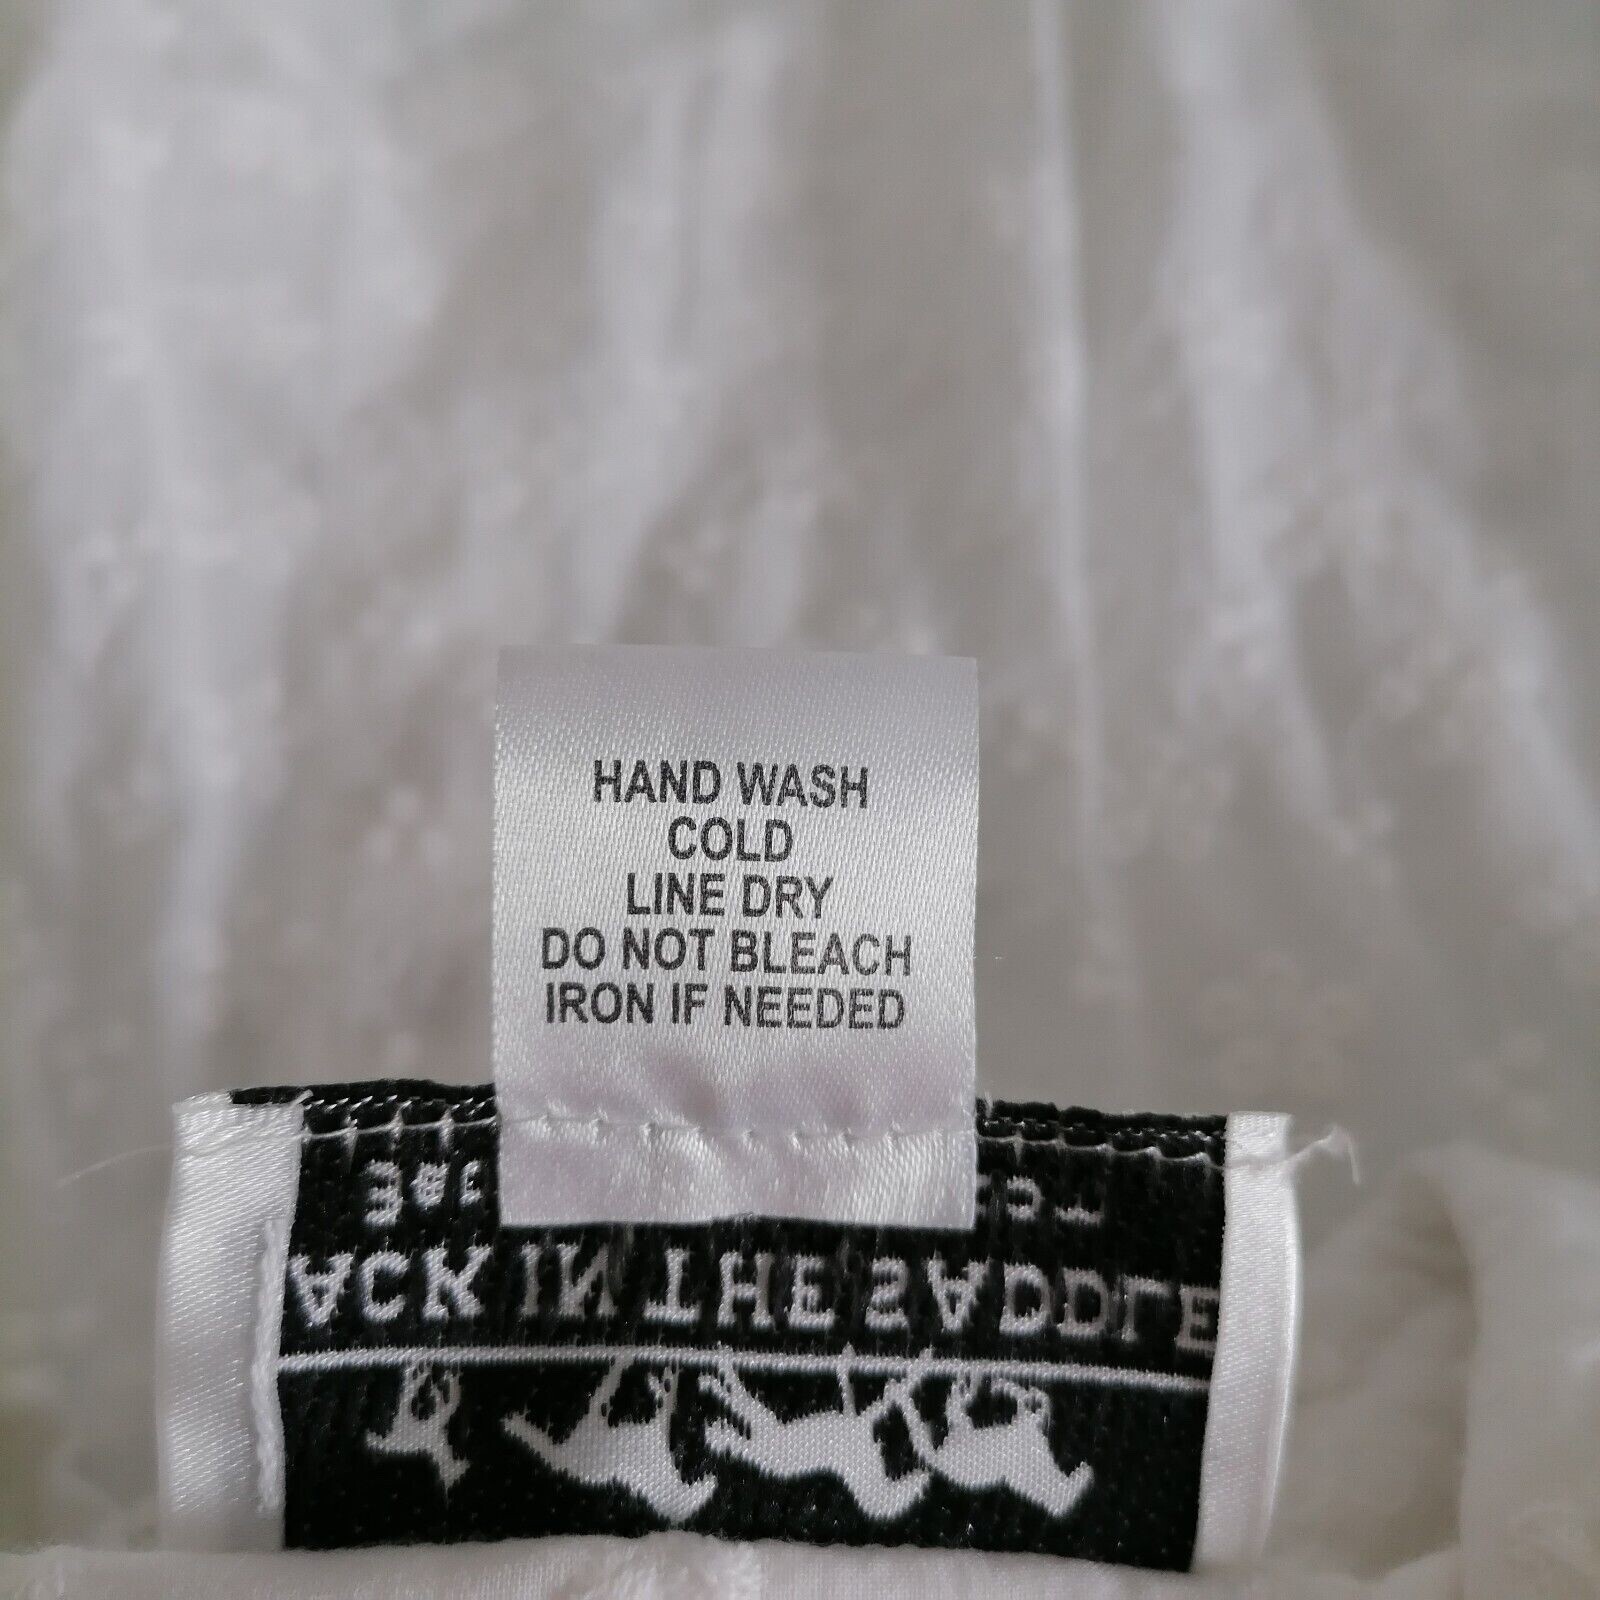 HAND WASH
COLD
LINE DRY
DO NOT BLEACH
IRON IF NEEDED
ACK IN THE SADDLE